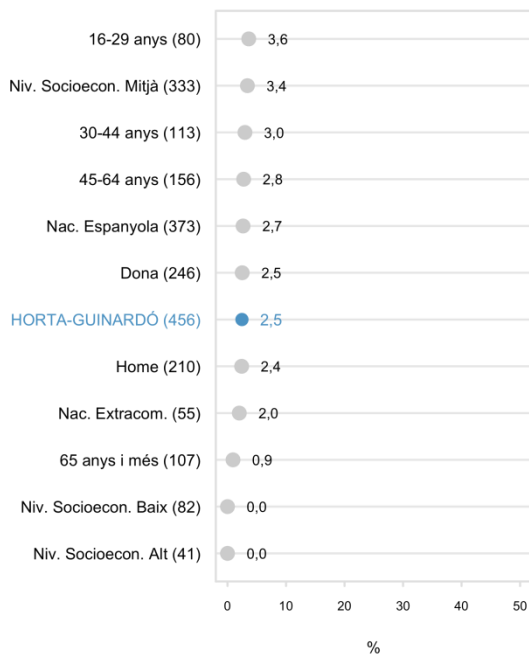 16-29 anys (80) 3,6
Niv. Socioecon. Mitjà (333) 3,4
30-44 anys (113) 3,0
45-64 anys (156) 2,8
Nac. Espanyola (373) 2,7
Dona (246) 2,5
HORTA-GUINARDÓ (456) 2,5
Home (210) 2,4
Nac. Extracom. (55) 2,0
65 anys i més (107) 0,9
Niv. Socioecon. Baix (82) 0,0
Niv. Socioecon. Alt (41) 0,0
0 10 20 30 40 50
%